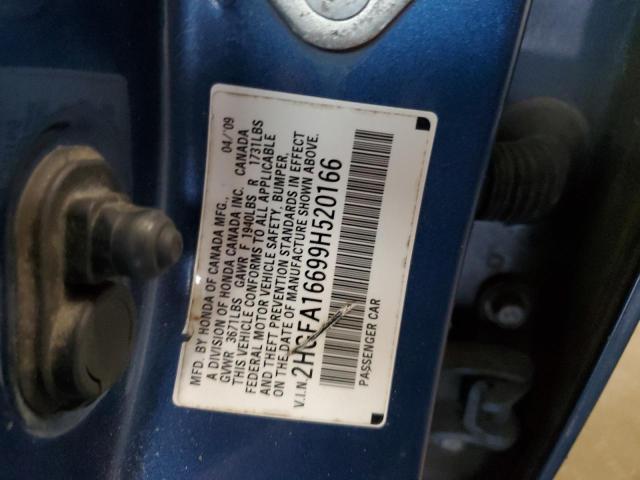 MFD. BY HONDA OF CANADA MFG. 04/'09
A DIVISION OF HONDA CANADA INC. CANADA
GVWR 3671LBS GAWR F 1940LBS R 1731LBS
THIS VEHICLE CONFORMS TO ALL APPLICABLE
FEDERAL MOTOR VEHICLE SAFETY, BUMPER,
AND THEFT PREVENTION STANDARDS IN EFFECT
ON THE DATE OF MANUFACTURE SHOWN ABOVE.
V.I.N. 2HGFA16699H520166
PASSENGER CAR